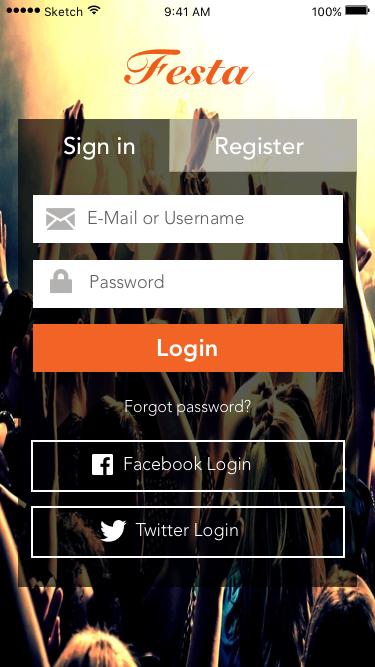 Sketch 9:41 AM 100%
Festa
Sign in Register
E-Mail or Username
Password
Login
Forgot password?
Facebook Login
Twitter Login